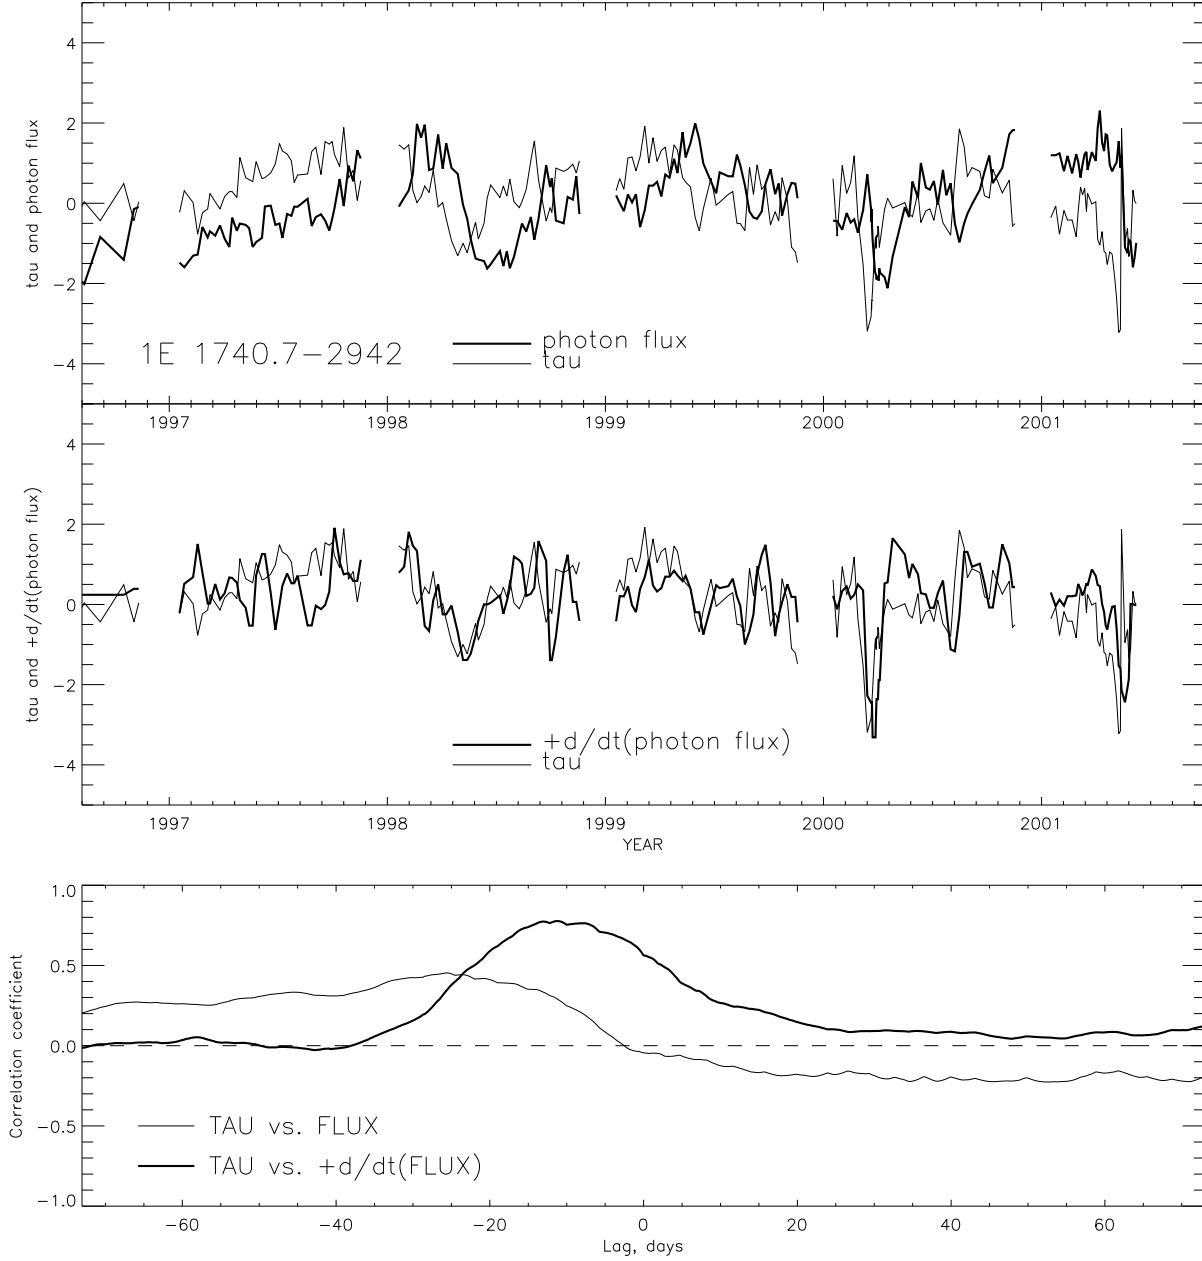 4
2
0
−2
−4
tau and photon flux
1E 1740.7−2942
photon flux
tau
1997
1998
1999
2000
2001
4
2
0
−2
−4
tau and +d/dt(photon flux)
+d/dt(photon flux)
tau
1997
1998
1999
2000
2001
YEAR
1.0
0.5
0.0
−0.5
−1.0
Correlation coefficient
TAU vs. FLUX
TAU vs. +d/dt(FLUX)
−60
−40
−20
0
20
40
60
Lag, days